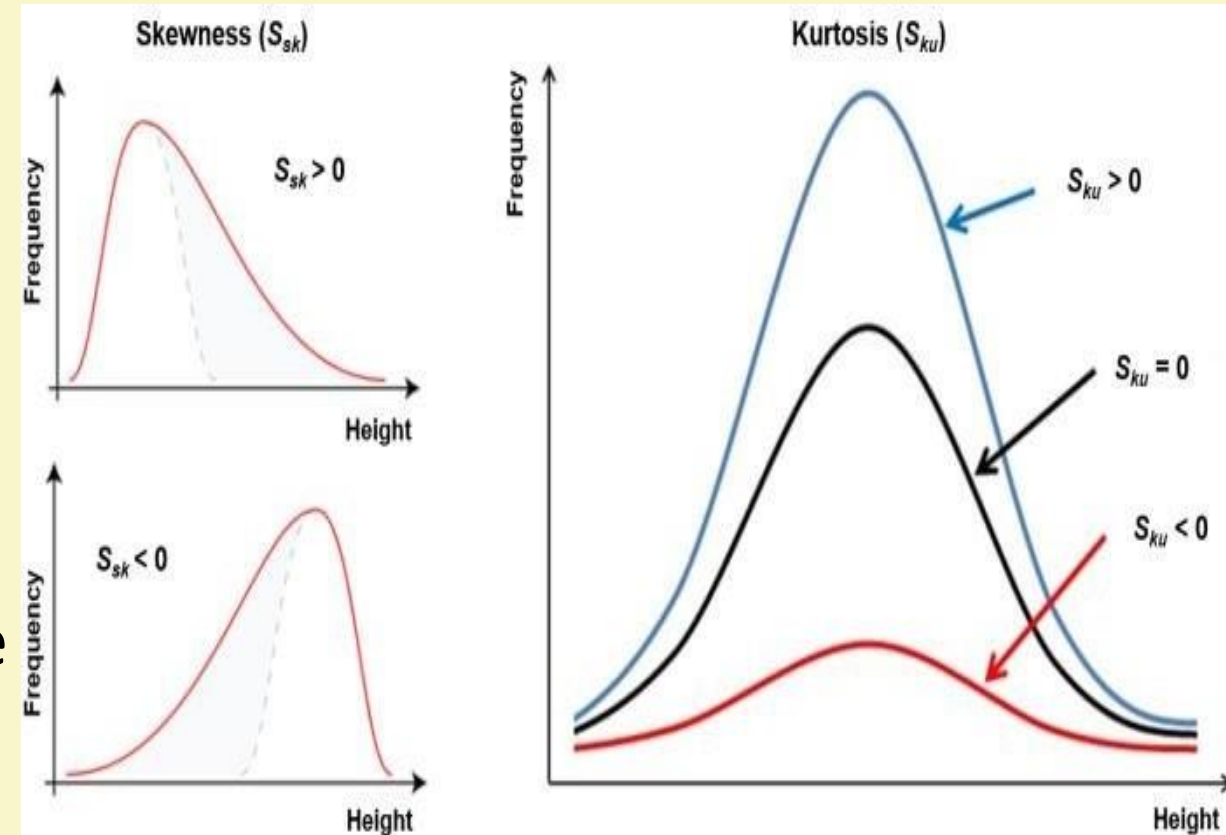 Skewness (Ssk)
Frequency
Ssk > 0
Height
Frequency
Ssk < 0
Height
Kurtosis (Sku)
Frequency
Sku > 0
Sku = 0
Sku < 0
Height